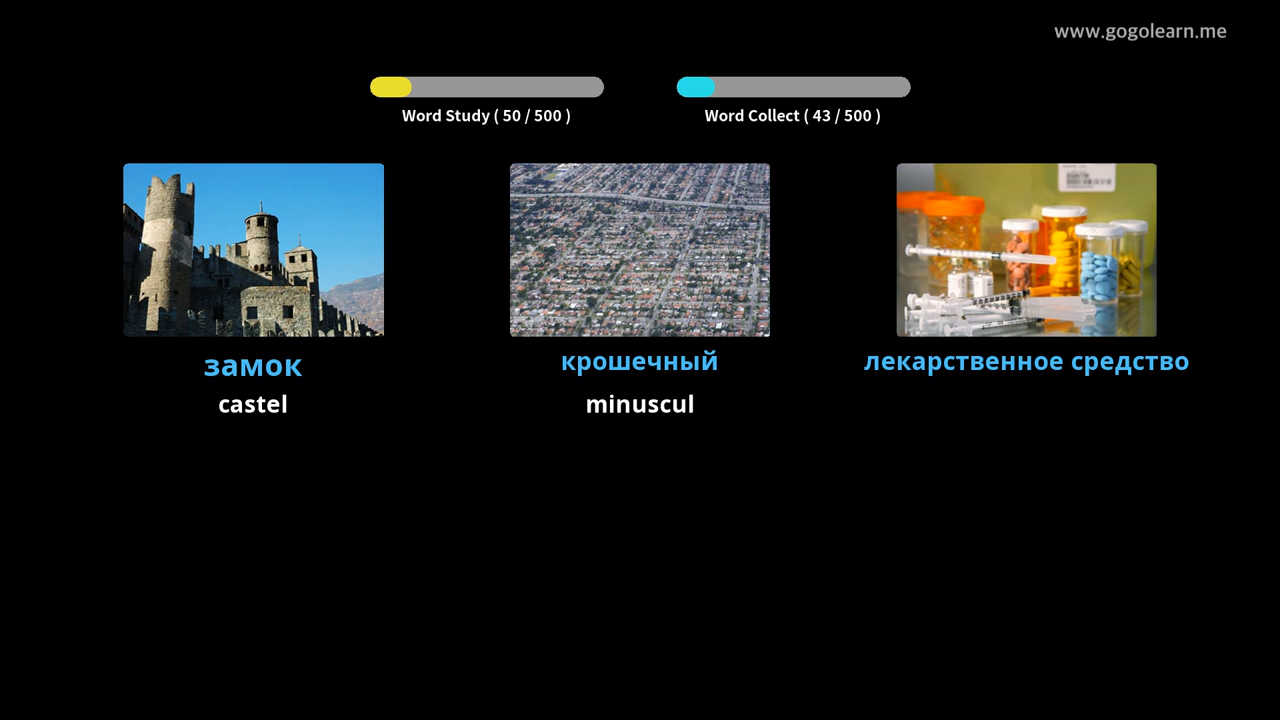 www.gogolearn.me
Word Study ( 50 / 500 )
Word Collect ( 43 / 500 )
замок
крошечный
лекарственное средство
castel
minuscul